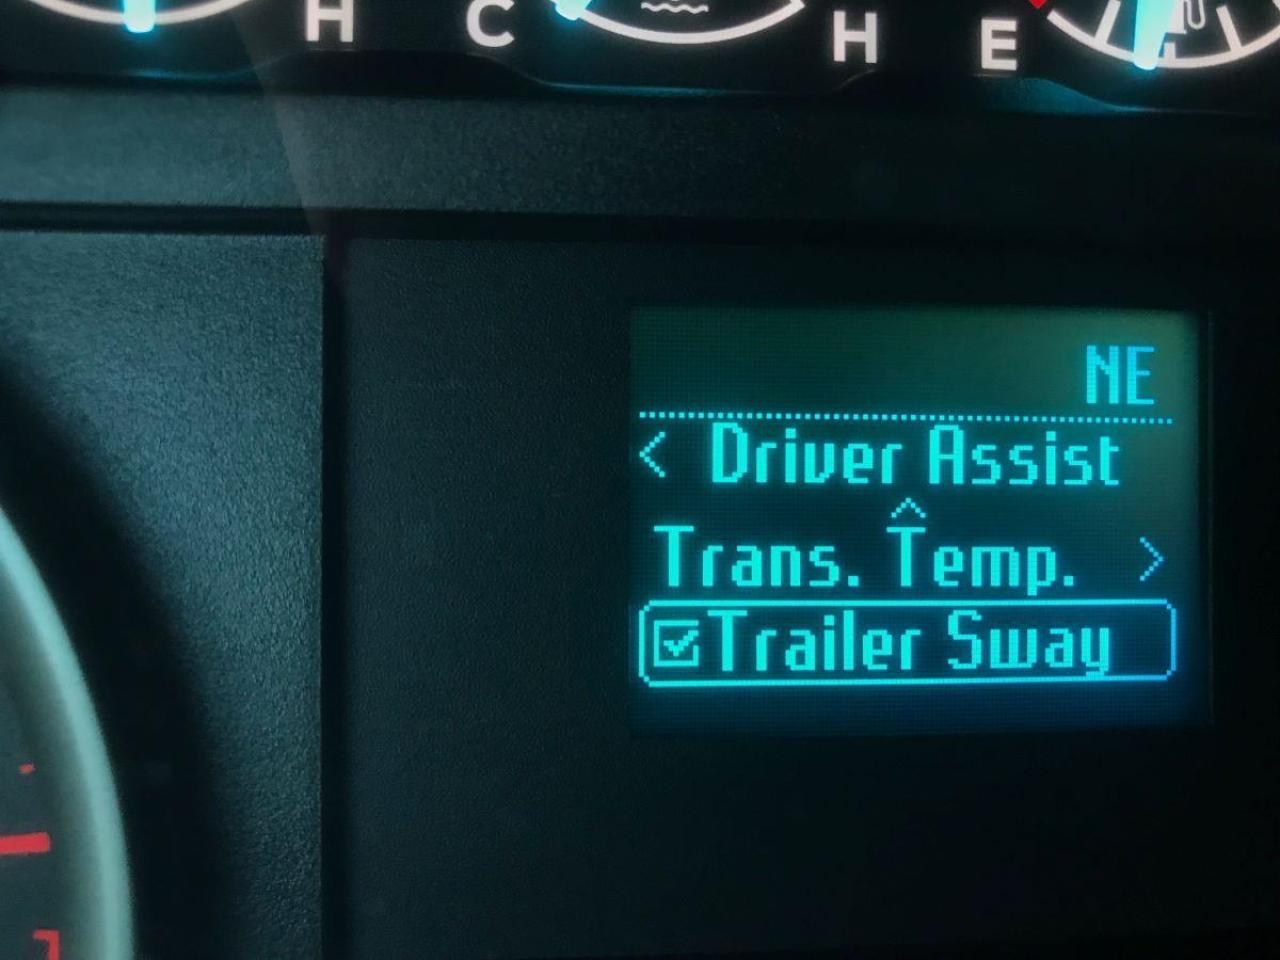 H C H E
NE
< Driver Assist
^
Trans. Temp. >
☑Trailer Sway